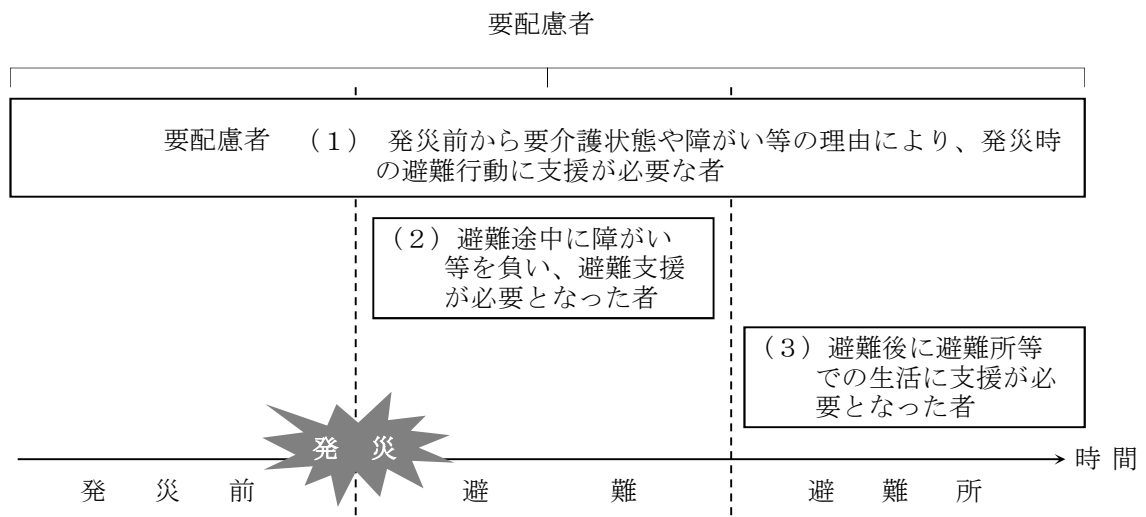 要配慮者
要配慮者 （１） 発災前から要介護状態や障がい等の理由により、発災時
の避難行動に支援が必要な者
（２）避難途中に障がい
等を負い、避難支援
が必要となった者
（３）避難後に避難所等
での生活に支援が必
要となった者
発 災
時 間
発 災 前 避 難 避 難 所